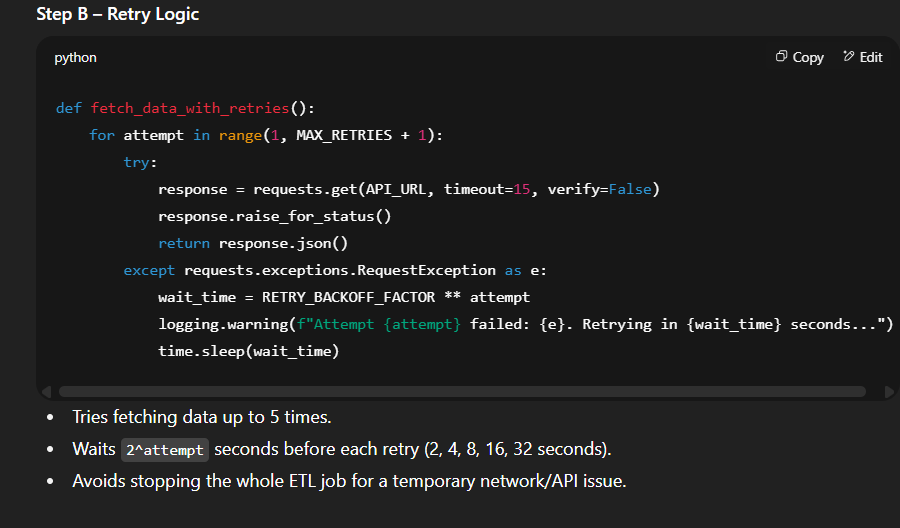 Step B – Retry Logic
python
Copy
Edit
def fetch_data_with_retries():
    for attempt in range(1, MAX_RETRIES + 1):
        try:
            response = requests.get(API_URL, timeout=15, verify=False)
            response.raise_for_status()
            return response.json()
        except requests.exceptions.RequestException as e:
            wait_time = RETRY_BACKOFF_FACTOR ** attempt
            logging.warning(f"Attempt {attempt} failed: {e}. Retrying in {wait_time} seconds...")
            time.sleep(wait_time)
• Tries fetching data up to 5 times.
• Waits 2^attempt seconds before each retry (2, 4, 8, 16, 32 seconds).
• Avoids stopping the whole ETL job for a temporary network/API issue.